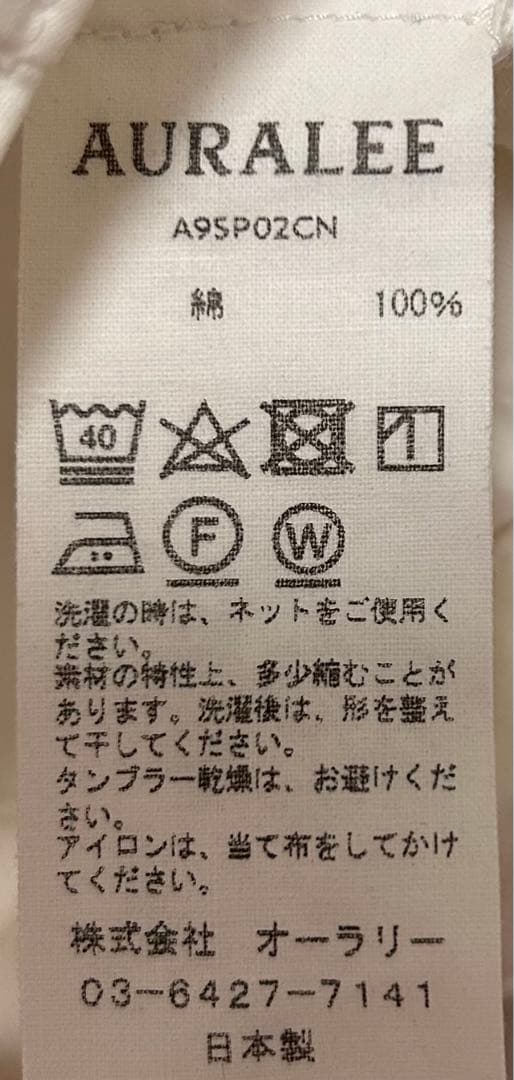 AURALEE
A9SP02CN
綿 100%
40
F W
洗濯の時は、ネットをご使用く
ださい。
素材の特性上、多少縮むことが
あります。洗濯後は、形を整え
て干してください。
タンブラー乾燥は、お避けくだ
さい。
アイロンは、当て布をしてかけ
てください。
株式会社 オーラリー
03-6427-7141
日本製